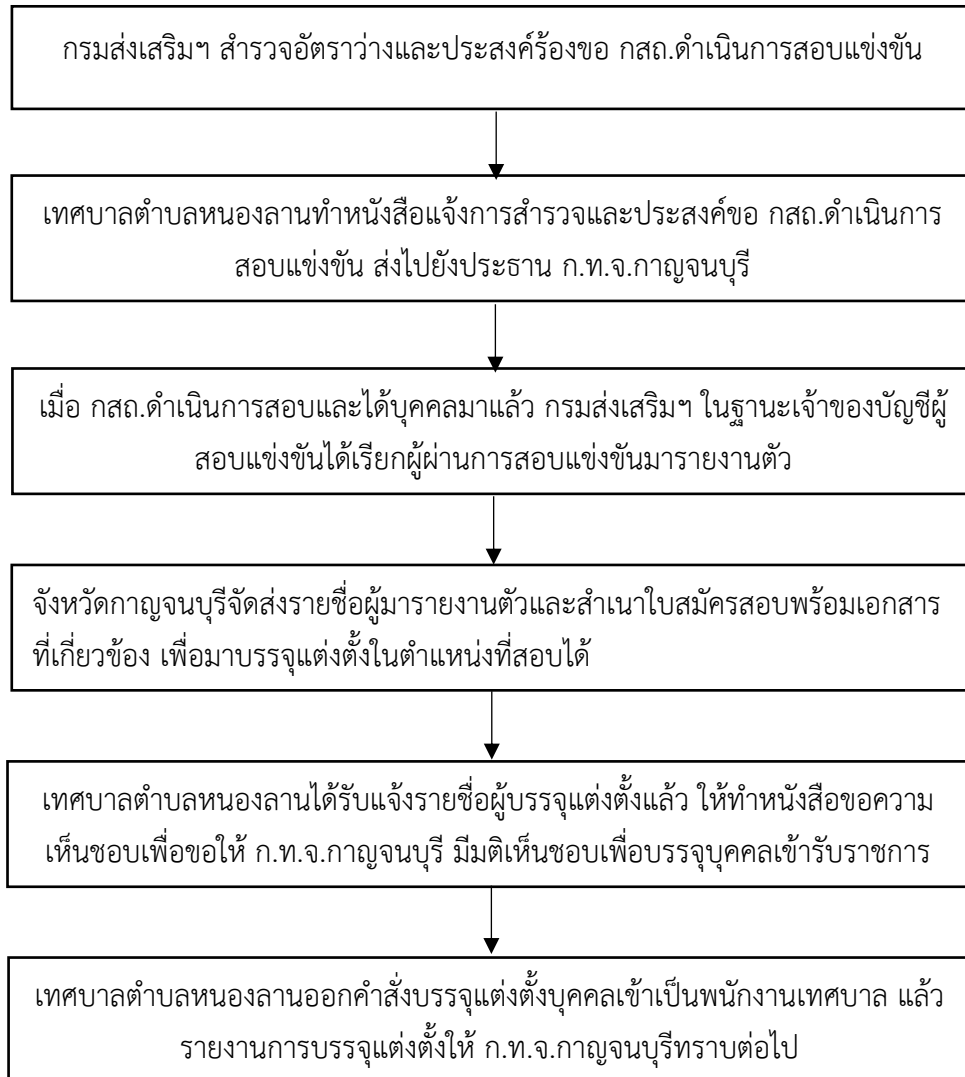 กรมส่งเสริมฯ สำรวจอัตราว่างและประสงค์ร้องขอ กสถ.ดำเนินการสอบแข่งขัน
เทศบาลตำบลหนองลานทำหนังสือแจ้งการสำรวจและประสงค์ขอ กสถ.ดำเนินการ
สอบแข่งขัน ส่งไปยังประธาน ก.ท.จ.กาญจนบุรี
เมื่อ กสถ.ดำเนินการสอบและได้บุคคลมาแล้ว กรมส่งเสริมฯ ในฐานะเจ้าของบัญชีผู้
สอบแข่งขันได้เรียกผู้ผ่านการสอบแข่งขันมารายงานตัว
จังหวัดกาญจนบุรีจัดส่งรายชื่อผู้มารายงานตัวและสำเนาใบสมัครสอบพร้อมเอกสาร
ที่เกี่ยวข้อง เพื่อมาบรรจุแต่งตั้งในตำแหน่งที่สอบได้
เทศบาลตำบลหนองลานได้รับแจ้งรายชื่อผู้บรรจุแต่งตั้งแล้ว ให้ทำหนังสือขอความ
เห็นชอบเพื่อขอให้ ก.ท.จ.กาญจนบุรี มีมติเห็นชอบเพื่อบรรจุบุคคลเข้ารับราชการ
เทศบาลตำบลหนองลานออกคำสั่งบรรจุแต่งตั้งบุคคลเข้าเป็นพนักงานเทศบาล แล้ว
รายงานการบรรจุแต่งตั้งให้ ก.ท.จ.กาญจนบุรีทราบต่อไป